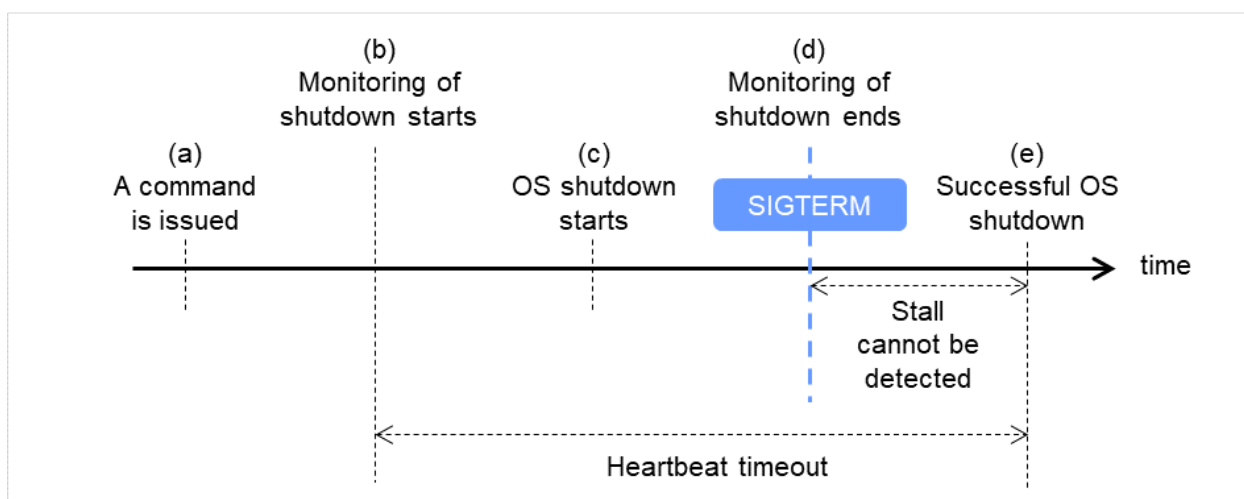 (b)
Monitoring of
shutdown starts
(d)
Monitoring of
shutdown ends
(a)
A command
is issued
(c)
OS shutdown
starts
SIGTERM
(e)
Successful OS
shutdown
time
Stall
cannot be
detected
Heartbeat timeout